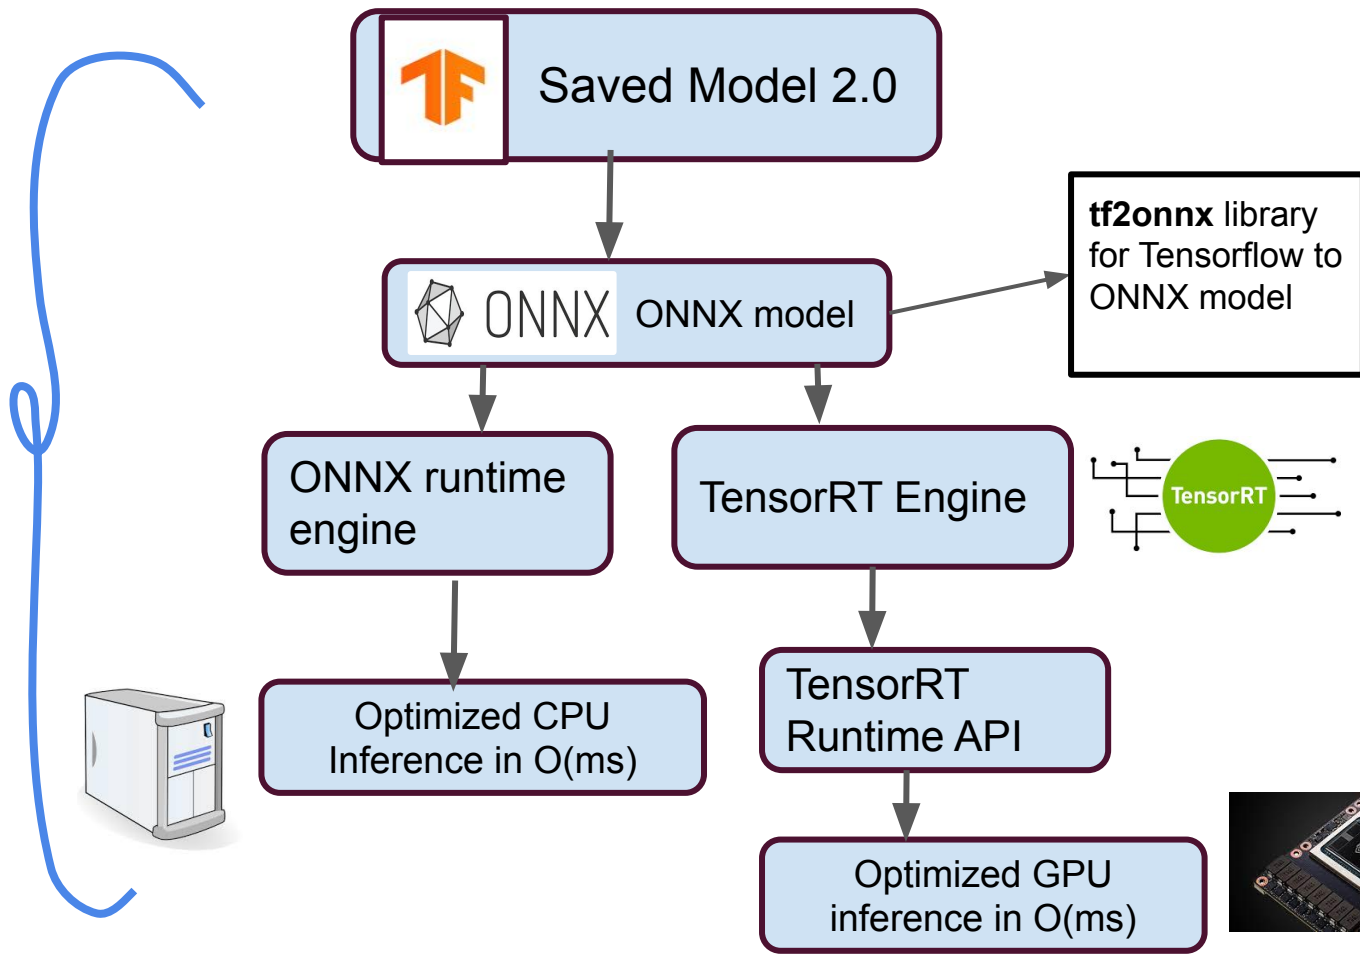 Saved Model 2.0
tf2onnx library
for Tensorflow to
ONNX model
ONNX ONNX model
ONNX runtime
engine
TensorRT Engine
TensorRT
TensorRT
Runtime API
Optimized CPU
Inference in O(ms)
Optimized GPU
inference in O(ms)